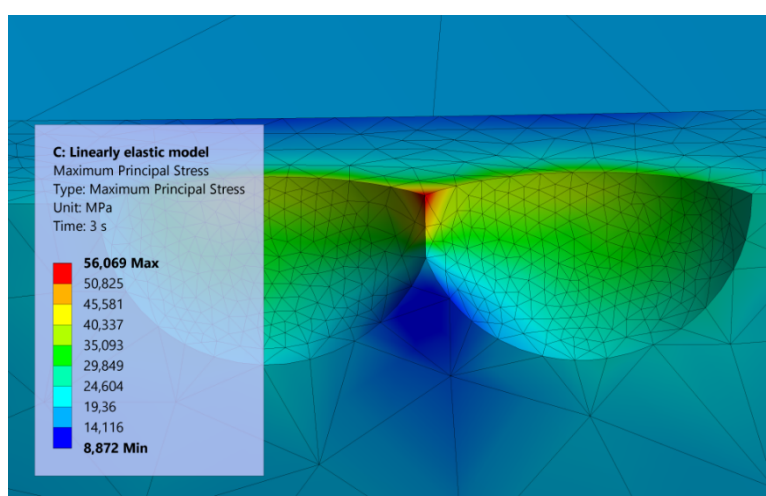 C: Linearly elastic model
Maximum Principal Stress
Type: Maximum Principal Stress
Unit: MPa
Time: 3 s
56,069 Max
50,825
45,581
40,337
35,093
29,849
24,604
19,36
14,116
8,872 Min